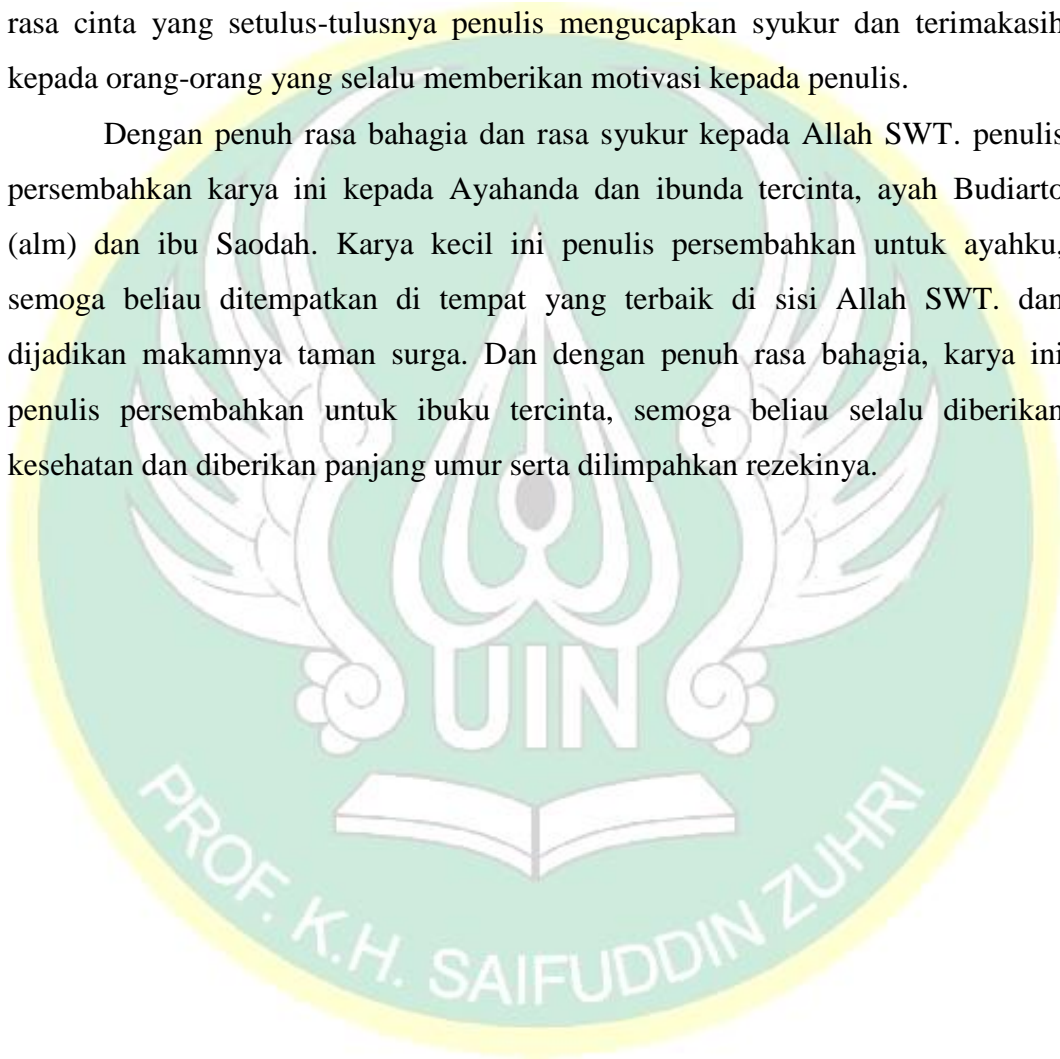 rasa cinta yang setulus-tulusnya penulis mengucapkan syukur dan terimakasih
kepada orang-orang yang selalu memberikan motivasi kepada penulis.
Dengan penuh rasa bahagia dan rasa syukur kepada Allah SWT. penulis
persembahkan karya ini kepada Ayahanda dan ibunda tercinta, ayah Budiarto
(alm) dan ibu Saodah. Karya kecil ini penulis persembahkan untuk ayahku,
semoga beliau ditempatkan di tempat yang terbaik di sisi Allah SWT. dan
dijadikan makamnya taman surga. Dan dengan penuh rasa bahagia, karya ini
penulis persembahkan untuk ibuku tercinta, semoga beliau selalu diberikan
kesehatan dan diberikan panjang umur serta dilimpahkan rezekinya.
UIN
PROF. K.H. SAIFUDDIN ZUHRI